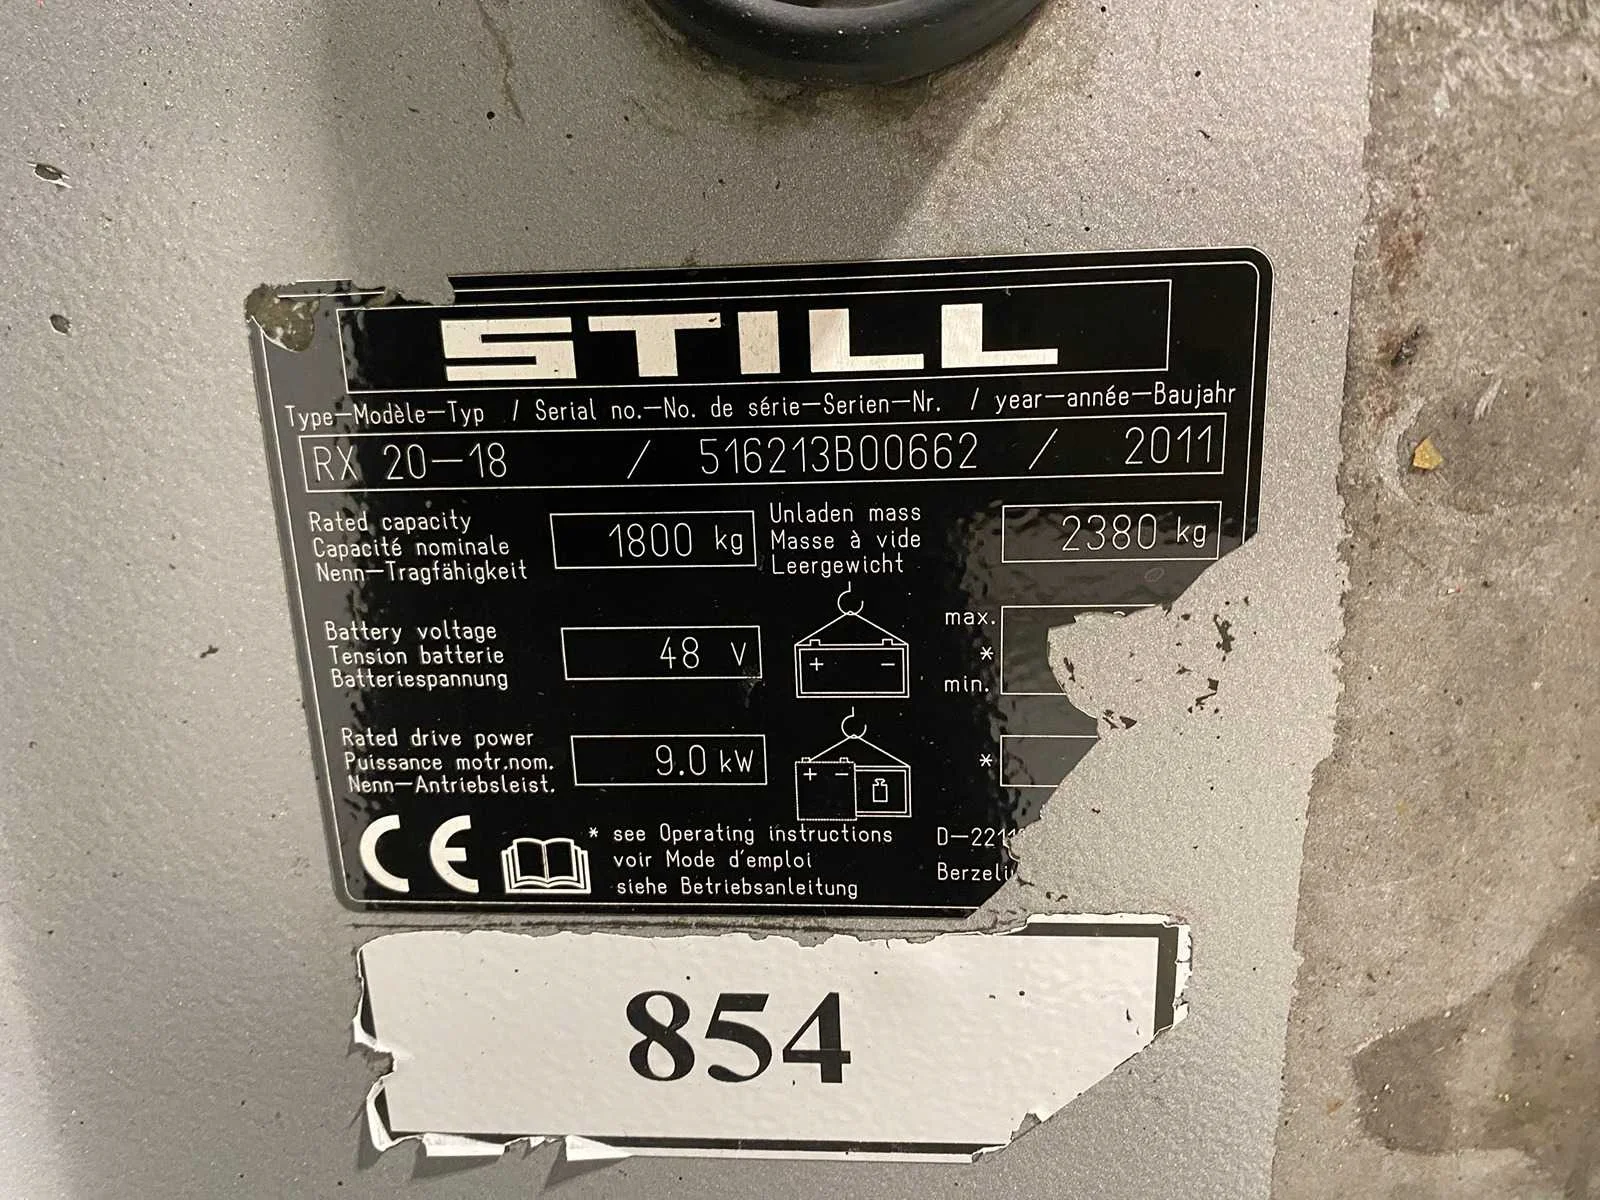 STILL
Type—Modèle—Typ / Serial no.—No. de série—Serien—Nr. / year—année—Baujahr
RX 20—18 / 516213B00662 / 2011
Rated capacity
Capacité nominale
Nenn—Tragfähigkeit
1800 kg
Unladen mass
Masse à vide
Leergewicht
2380 kg
Battery voltage
Tension batterie
Batteriespannung
48 V
+ −
max.
*
min.
Rated drive power
Puissance motr.nom.
Nenn—Antriebsleist.
9.0 kW
+ −
*
CE
* see Operating instructions
voir Mode d'emploi
siehe Betriebsanleitung
854